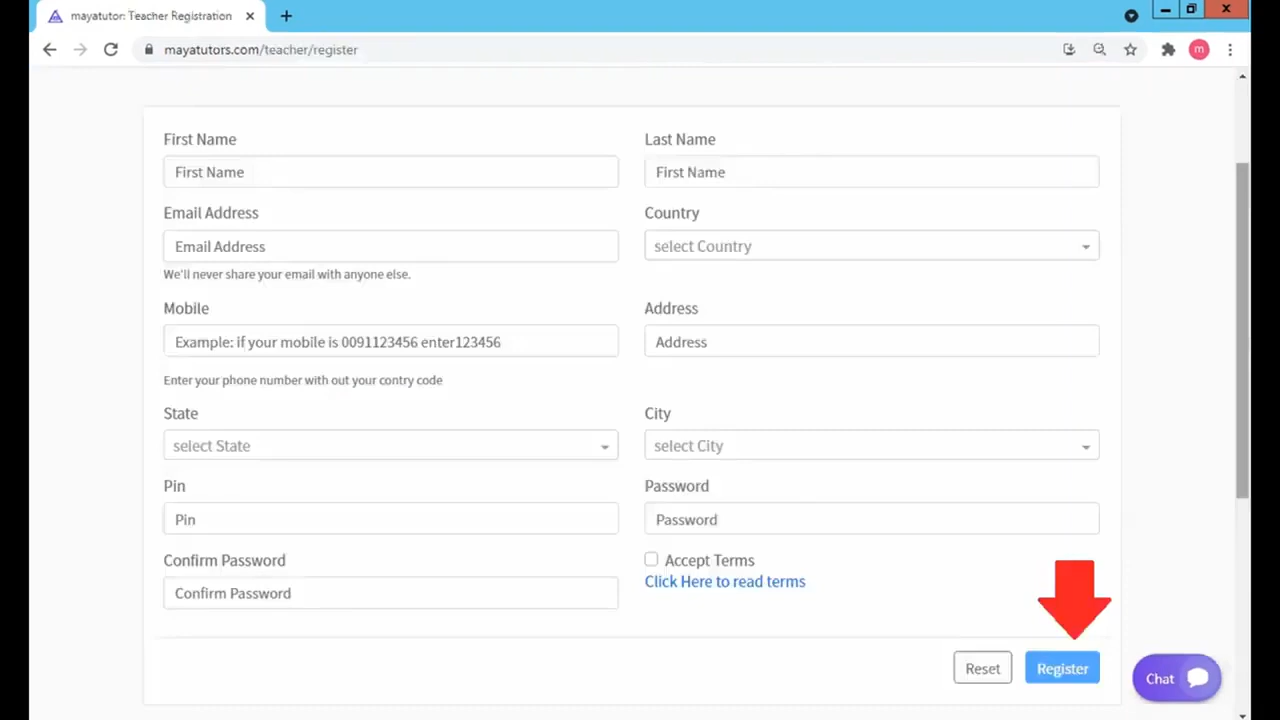 mayatutor: Teacher Registration
mayatutors.com/teacher/register
m
First Name
Last Name
First Name
First Name
Email Address
Country
Email Address
select Country
We'll never share your email with anyone else.
Mobile
Address
Example: if your mobile is 0091123456 enter123456
Address
Enter your phone number with out your contry code
State
City
select State
select City
Pin
Password
Pin
Password
Confirm Password
Accept Terms
Click Here to read terms
Confirm Password
Reset
Register
Chat